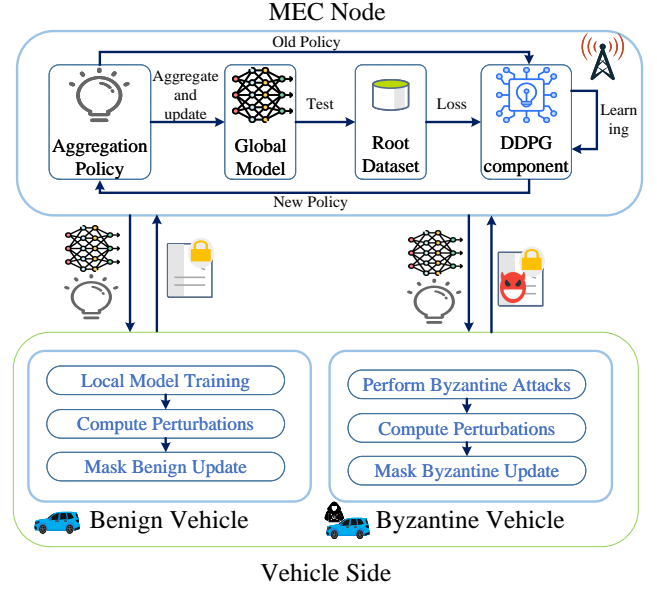 MEC Node
Old Policy
Aggregate
and
update
Test
Loss
Learn
ing
Aggregation
Policy
Global
Model
Root
Dataset
DDPG
component
New Policy
Local Model Training
Compute Perturbations
Mask Benign Update
Perform Byzantine Attacks
Compute Perturbations
Mask Byzantine Update
Benign Vehicle
Byzantine Vehicle
Vehicle Side